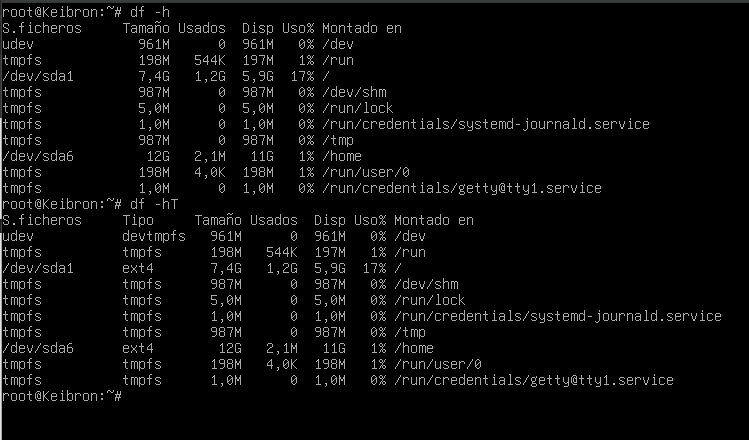 root@Keibron:~# df -h
S.ficheros     Tamaño Usados  Disp Uso% Montado en
udev             961M      0  961M   0% /dev
tmpfs            198M   544K  197M   1% /run
/dev/sda1        7,4G   1,2G  5,9G  17% /
tmpfs            987M      0  987M   0% /dev/shm
tmpfs            5,0M      0  5,0M   0% /run/lock
tmpfs            1,0M      0  1,0M   0% /run/credentials/systemd-journald.service
tmpfs            987M      0  987M   0% /tmp
/dev/sda6         12G   2,1M   11G   1% /home
tmpfs            198M   4,0K  198M   1% /run/user/0
tmpfs            1,0M      0  1,0M   0% /run/credentials/getty@tty1.service
root@Keibron:~# df -hT
S.ficheros     Tipo     Tamaño Usados  Disp Uso% Montado en
udev           devtmpfs   961M      0  961M   0% /dev
tmpfs          tmpfs      198M   544K  197M   1% /run
/dev/sda1      ext4       7,4G   1,2G  5,9G  17% /
tmpfs          tmpfs      987M      0  987M   0% /dev/shm
tmpfs          tmpfs      5,0M      0  5,0M   0% /run/lock
tmpfs          tmpfs      1,0M      0  1,0M   0% /run/credentials/systemd-journald.service
tmpfs          tmpfs      987M      0  987M   0% /tmp
/dev/sda6      ext4        12G   2,1M   11G   1% /home
tmpfs          tmpfs      198M   4,0K  198M   1% /run/user/0
tmpfs          tmpfs      1,0M      0  1,0M   0% /run/credentials/getty@tty1.service
root@Keibron:~#